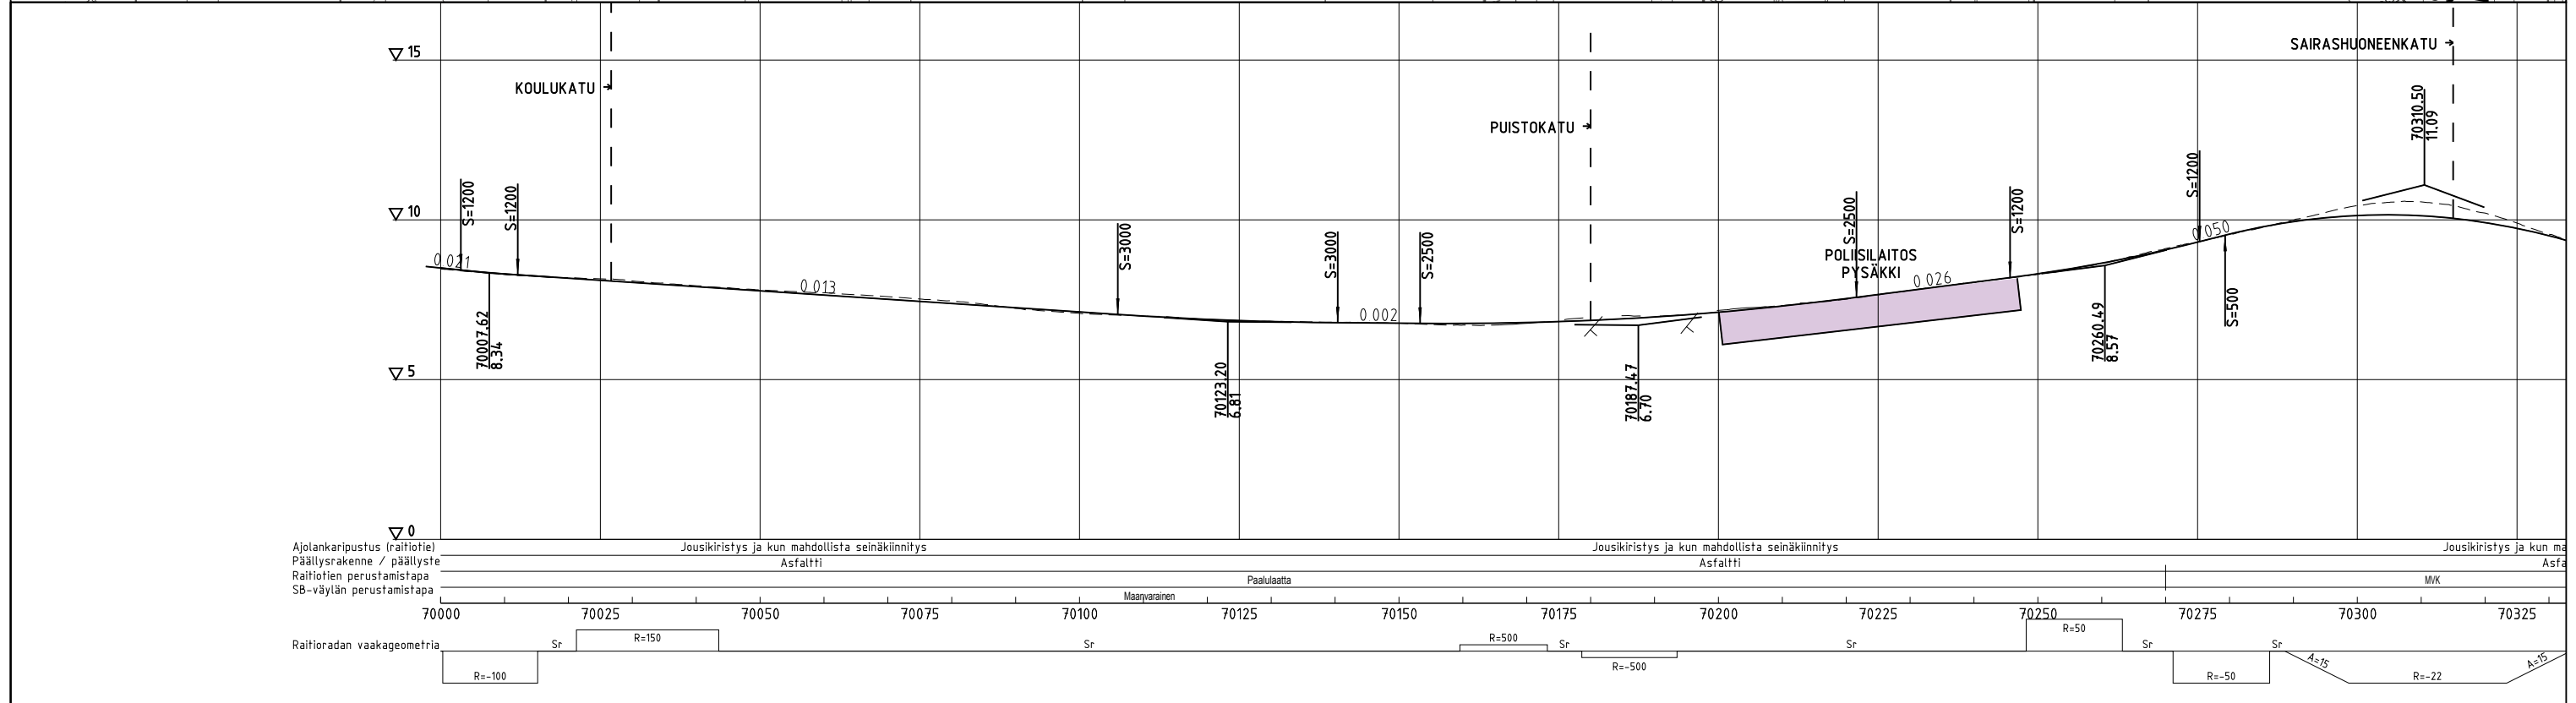 15
SAIRASHUONEENKATU
KOULUKATU
70310.50
11.09
PUISTOKATU
10
S=1200
S=1200
S=3000
S=3000
S=2500
S=2500
S=1200
S=1200
POLIISILAITOS
PYSÄKKI
0 021
0 013
0 002
0 026
0 050
S=500
70007.62
8.34
70123.20
6.81
70187.47
6.70
70260.49
8.57
5
0
Ajolankaripustus (raitiotie)
Jousikiristys ja kun mahdollista seinäkiinnitys
Jousikiristys ja kun mahdollista seinäkiinnitys
Jousikiristys ja kun ma
Päällysrakenne / päällyste
Asfaltti
Asfaltti
Asfa
Raitiotien perustamistapa
Paalulaatta
MVK
SB-väylän perustamistapa
Maanvarainen
70000 70025 70050 70075 70100 70125 70150 70175 70200 70225 70250 70275 70300 70325
Raitioradan vaakageometria
R=-100
Sr
R=150
Sr
R=500
Sr
R=-500
Sr
R=50
Sr
R=-50
Sr
A=15
R=-22
A=15